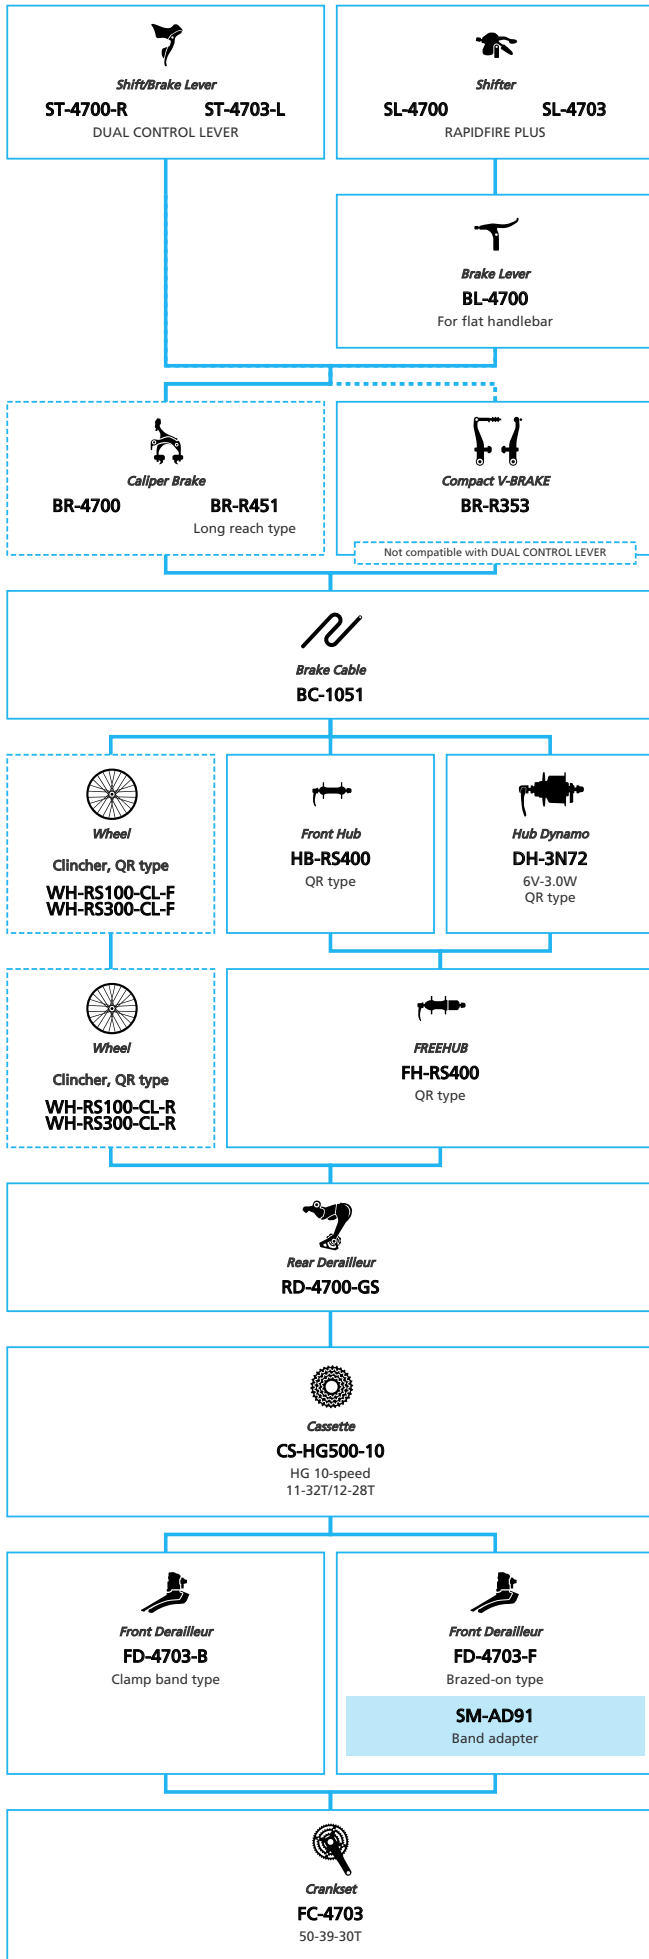 Shift/Brake Lever
ST-4700-R ST-4703-L
DUAL CONTROL LEVER
Shifter
SL-4700 SL-4703
RAPIDFIRE PLUS
Brake Lever
BL-4700
For flat handlebar
Caliper Brake
BR-4700 BR-R451
Long reach type
Compact V-BRAKE
BR-R353
Not compatible with DUAL CONTROL LEVER
Brake Cable
BC-1051
Wheel
Clincher, QR type
WH-RS100-CL-F
WH-RS300-CL-F
Front Hub
HB-RS400
QR type
Hub Dynamo
DH-3N72
6V-3.0W
QR type
Wheel
Clincher, QR type
WH-RS100-CL-R
WH-RS300-CL-R
FREEHUB
FH-RS400
QR type
Rear Derailleur
RD-4700-GS
Cassette
CS-HG500-10
HG 10-speed
11-32T/12-28T
Front Derailleur
FD-4703-B
Clamp band type
Front Derailleur
FD-4703-F
Brazed-on type
SM-AD91
Band adapter
Crankset
FC-4703
50-39-30T